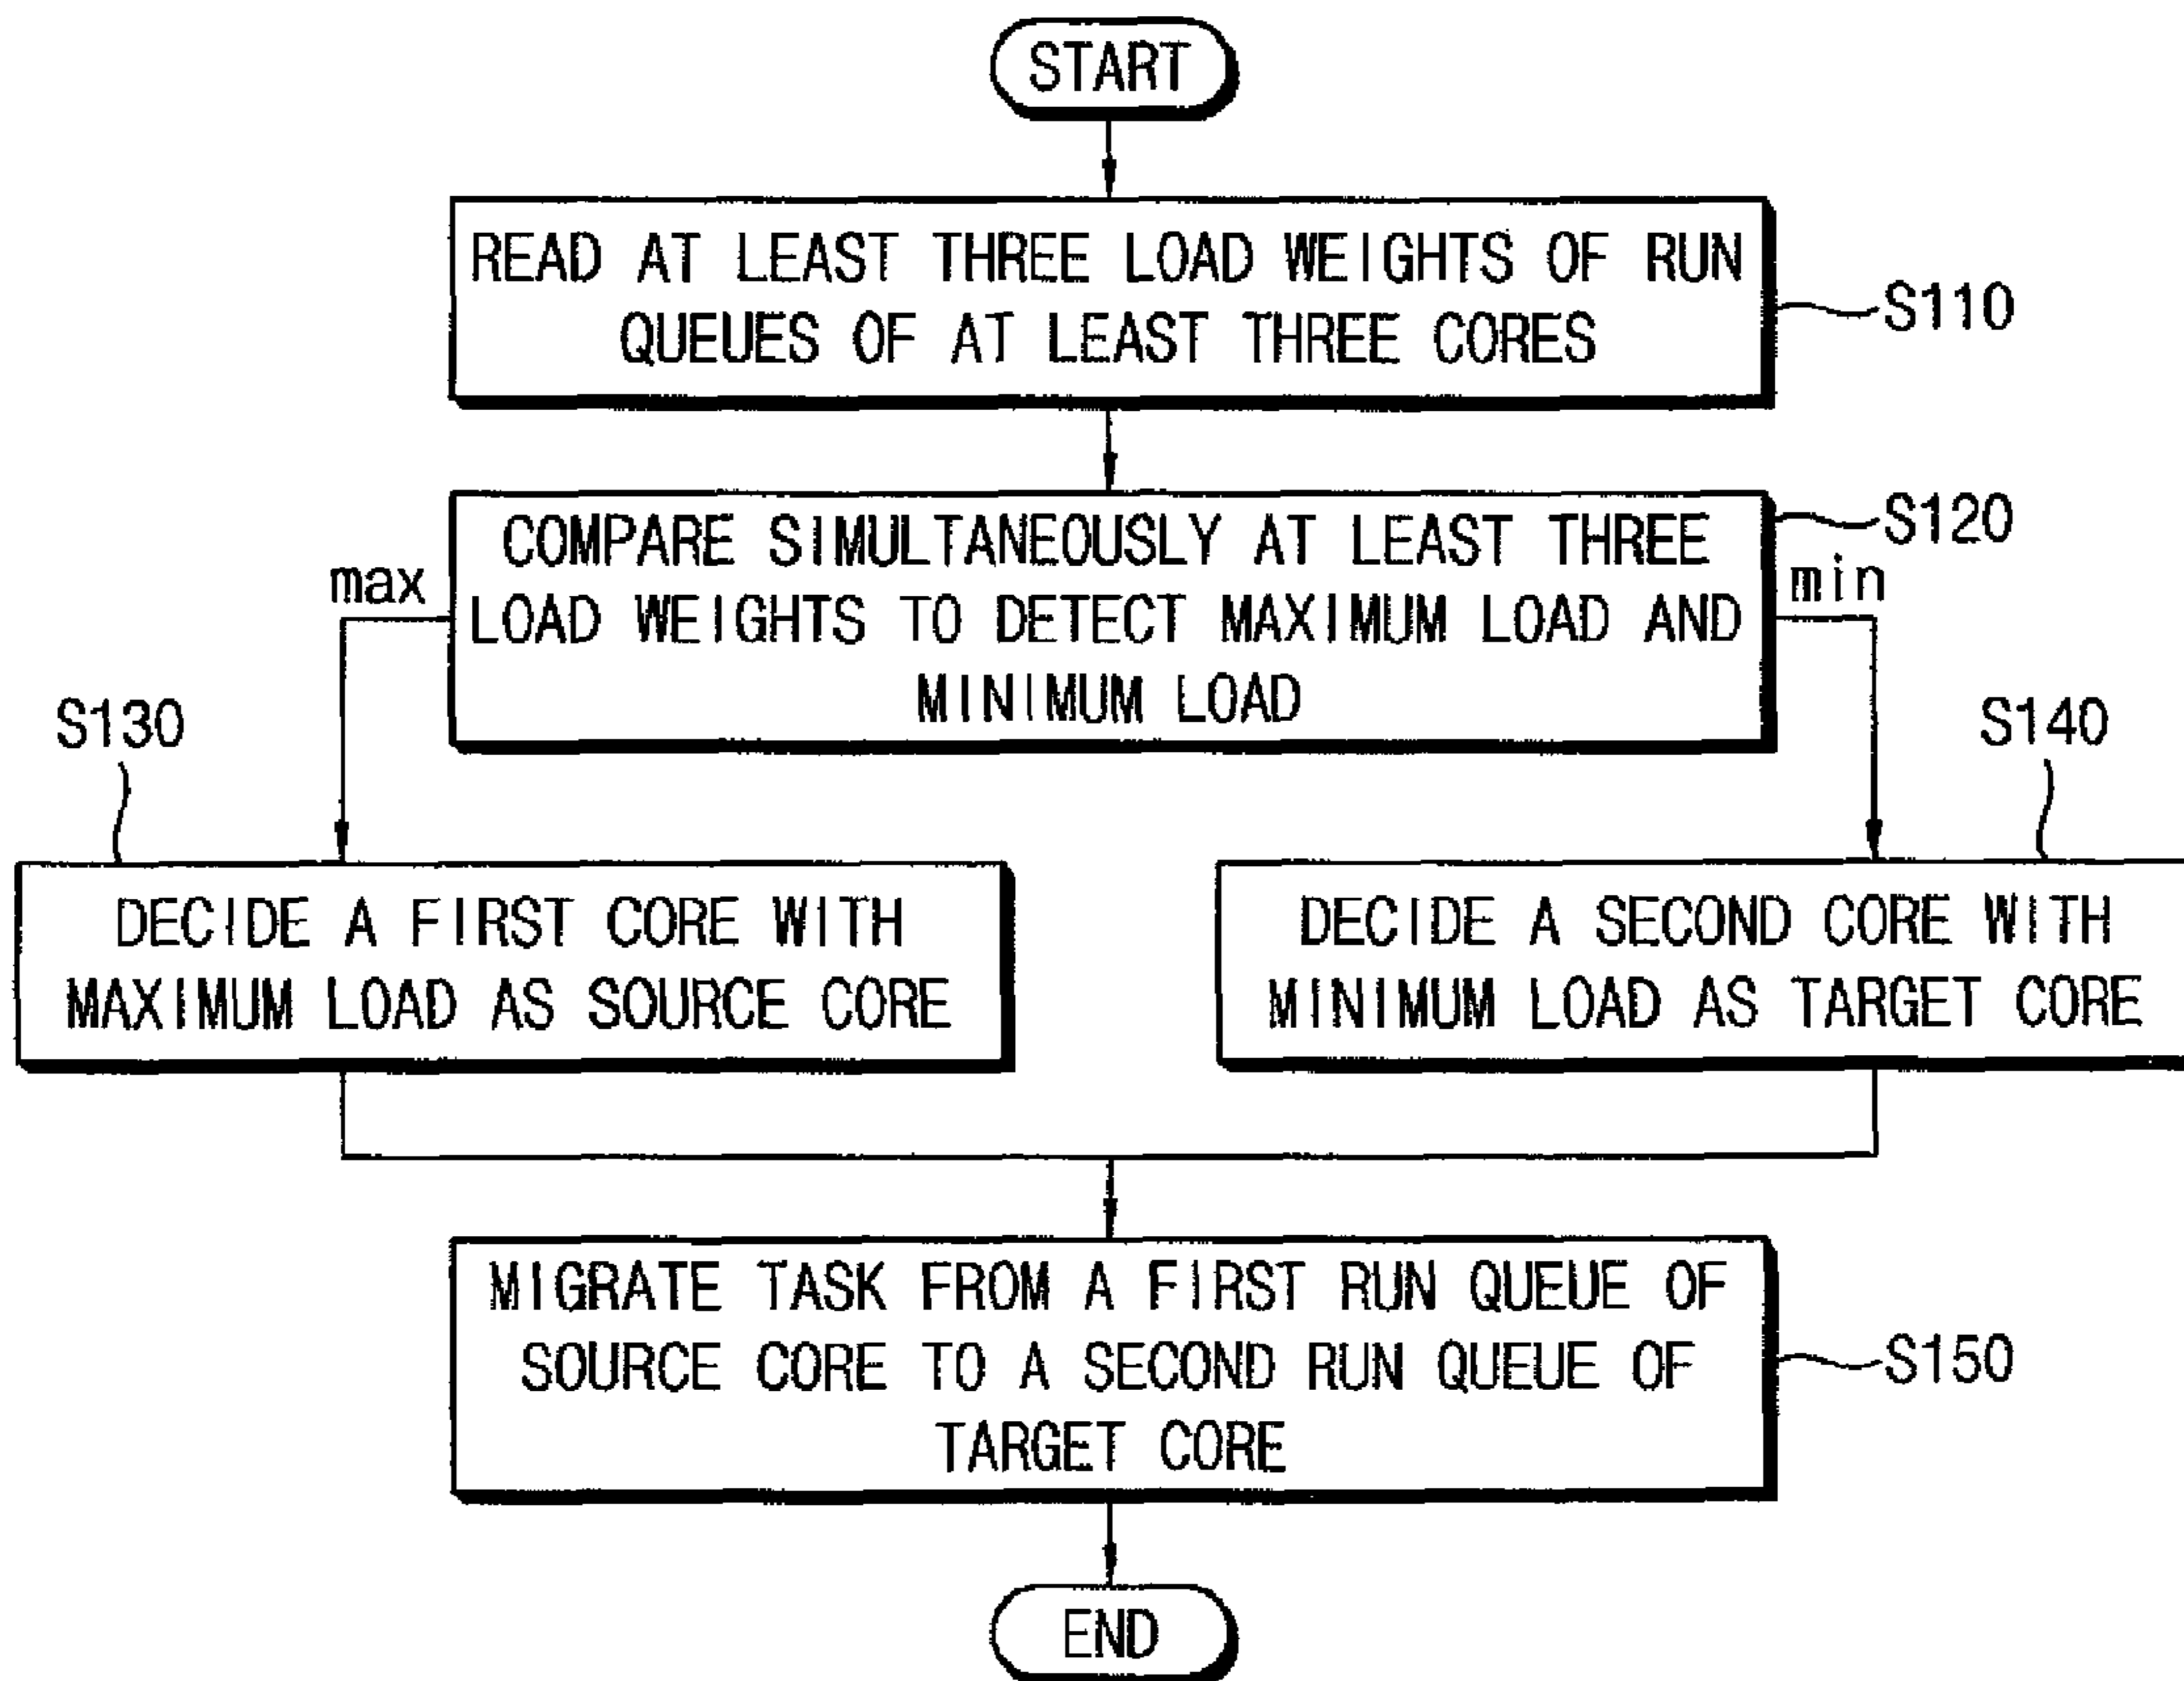 START
READ AT LEAST THREE LOAD WEIGHTS OF RUN
QUEUES OF AT LEAST THREE CORES
S110
COMPARE SIMULTANEOUSLY AT LEAST THREE
LOAD WEIGHTS TO DETECT MAXIMUM LOAD AND
MINIMUM LOAD
S120
max
min
S130
DECIDE A FIRST CORE WITH
MAXIMUM LOAD AS SOURCE CORE
S140
DECIDE A SECOND CORE WITH
MINIMUM LOAD AS TARGET CORE
MIGRATE TASK FROM A FIRST RUN QUEUE OF
SOURCE CORE TO A SECOND RUN QUEUE OF
TARGET CORE
S150
END